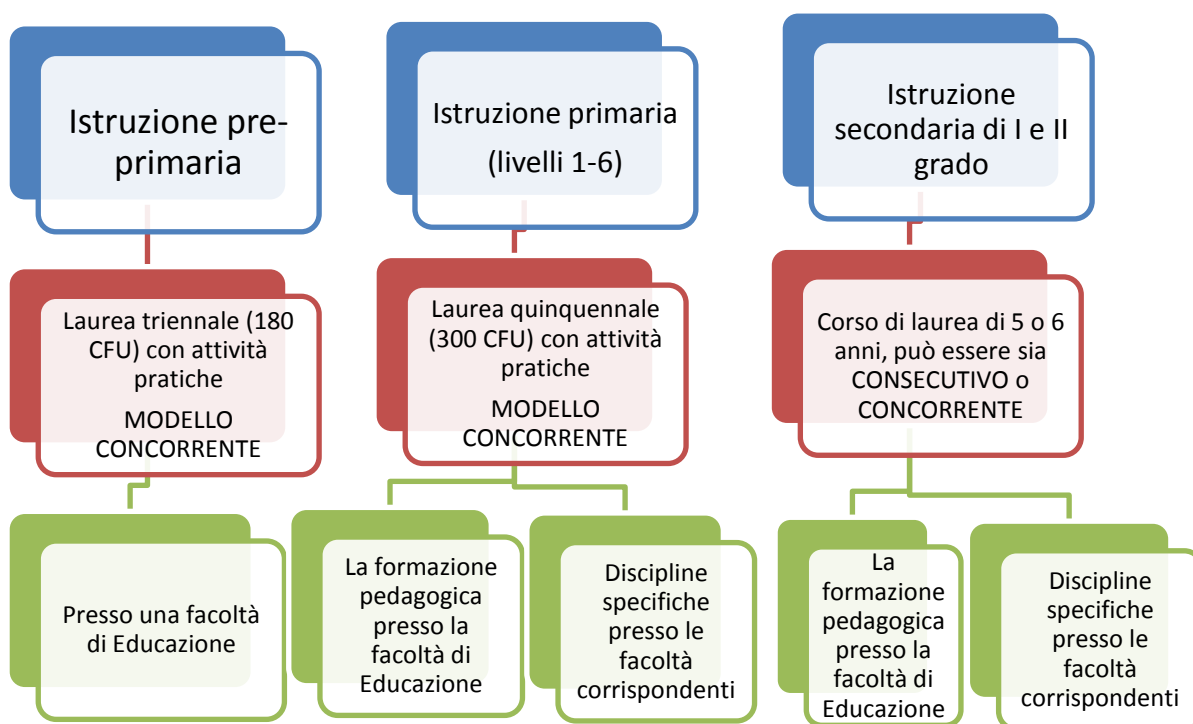 Istruzione pre-
primaria
Istruzione primaria
(livelli 1-6)
Istruzione
secondaria di I e II
grado
Laurea triennale (180
CFU) con attività
pratiche
MODELLO
CONCORRENTE
Laurea quinquennale
(300 CFU) con attività
pratiche
MODELLO
CONCORRENTE
Corso di laurea di 5 o 6
anni, può essere sia
CONSECUTIVO o
CONCORRENTE
Presso una facoltà
di Educazione
La formazione
pedagogica
presso la
facoltà di
Educazione
Discipline
specifiche
presso le
facoltà
corrispondenti
La
formazione
pedagogica
presso la
facoltà di
Educazione
Discipline
specifiche
presso le
facoltà
corrispondenti